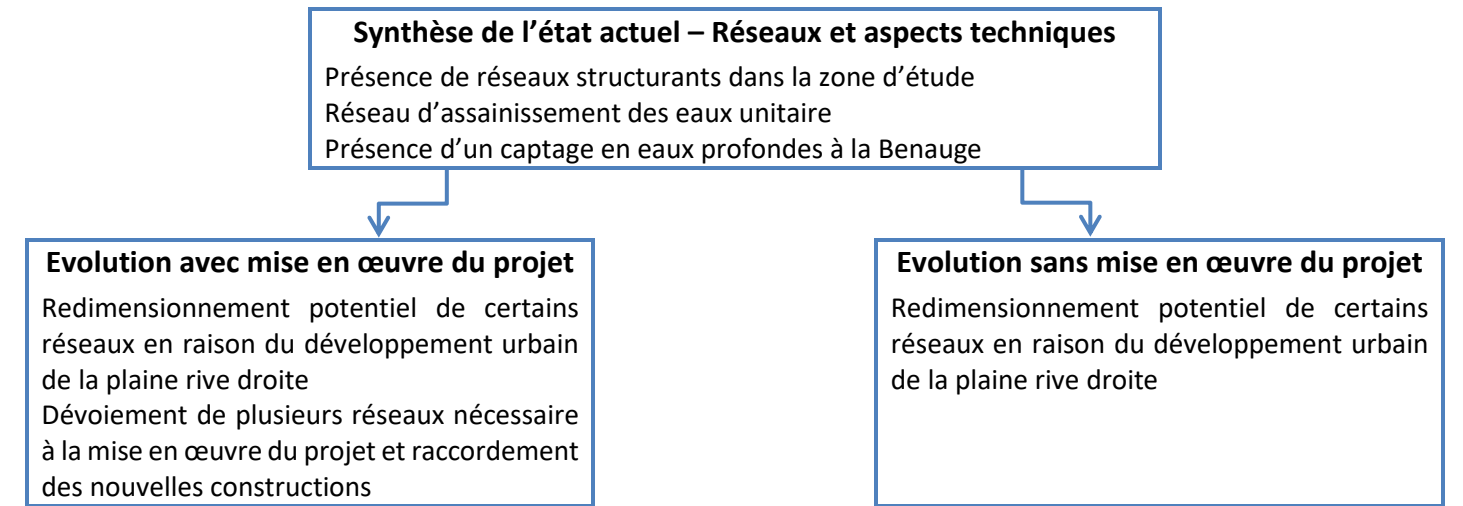 Synthèse de l’état actuel – Réseaux et aspects techniques
Présence de réseaux structurants dans la zone d’étude
Réseau d’assainissement des eaux unitaire
Présence d’un captage en eaux profondes à la Benauge
Evolution avec mise en œuvre du projet
Redimensionnement potentiel de certains
réseaux en raison du développement urbain
de la plaine rive droite
Dévoiement de plusieurs réseaux nécessaire
à la mise en œuvre du projet et raccordement
des nouvelles constructions
Evolution sans mise en œuvre du projet
Redimensionnement potentiel de certains
réseaux en raison du développement urbain
de la plaine rive droite